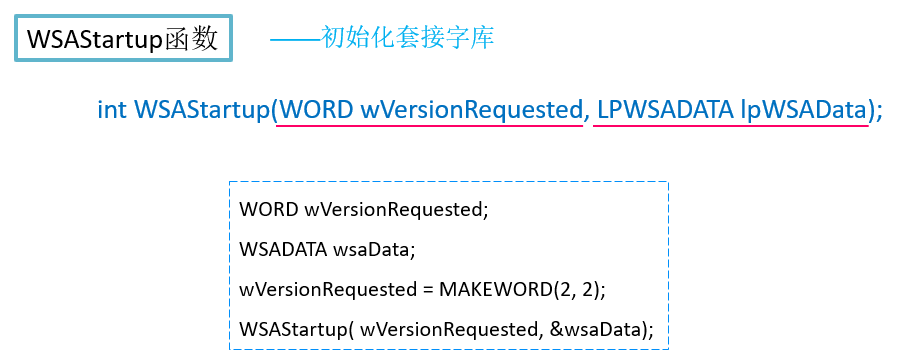 WSAStartup函数
——初始化套接字库
int WSAStartup(WORD wVersionRequested, LPWSADATA lpWSAData);
WORD wVersionRequested;
WSADATA wsaData;
wVersionRequested = MAKEWORD(2, 2);
WSAStartup( wVersionRequested, &wsaData);